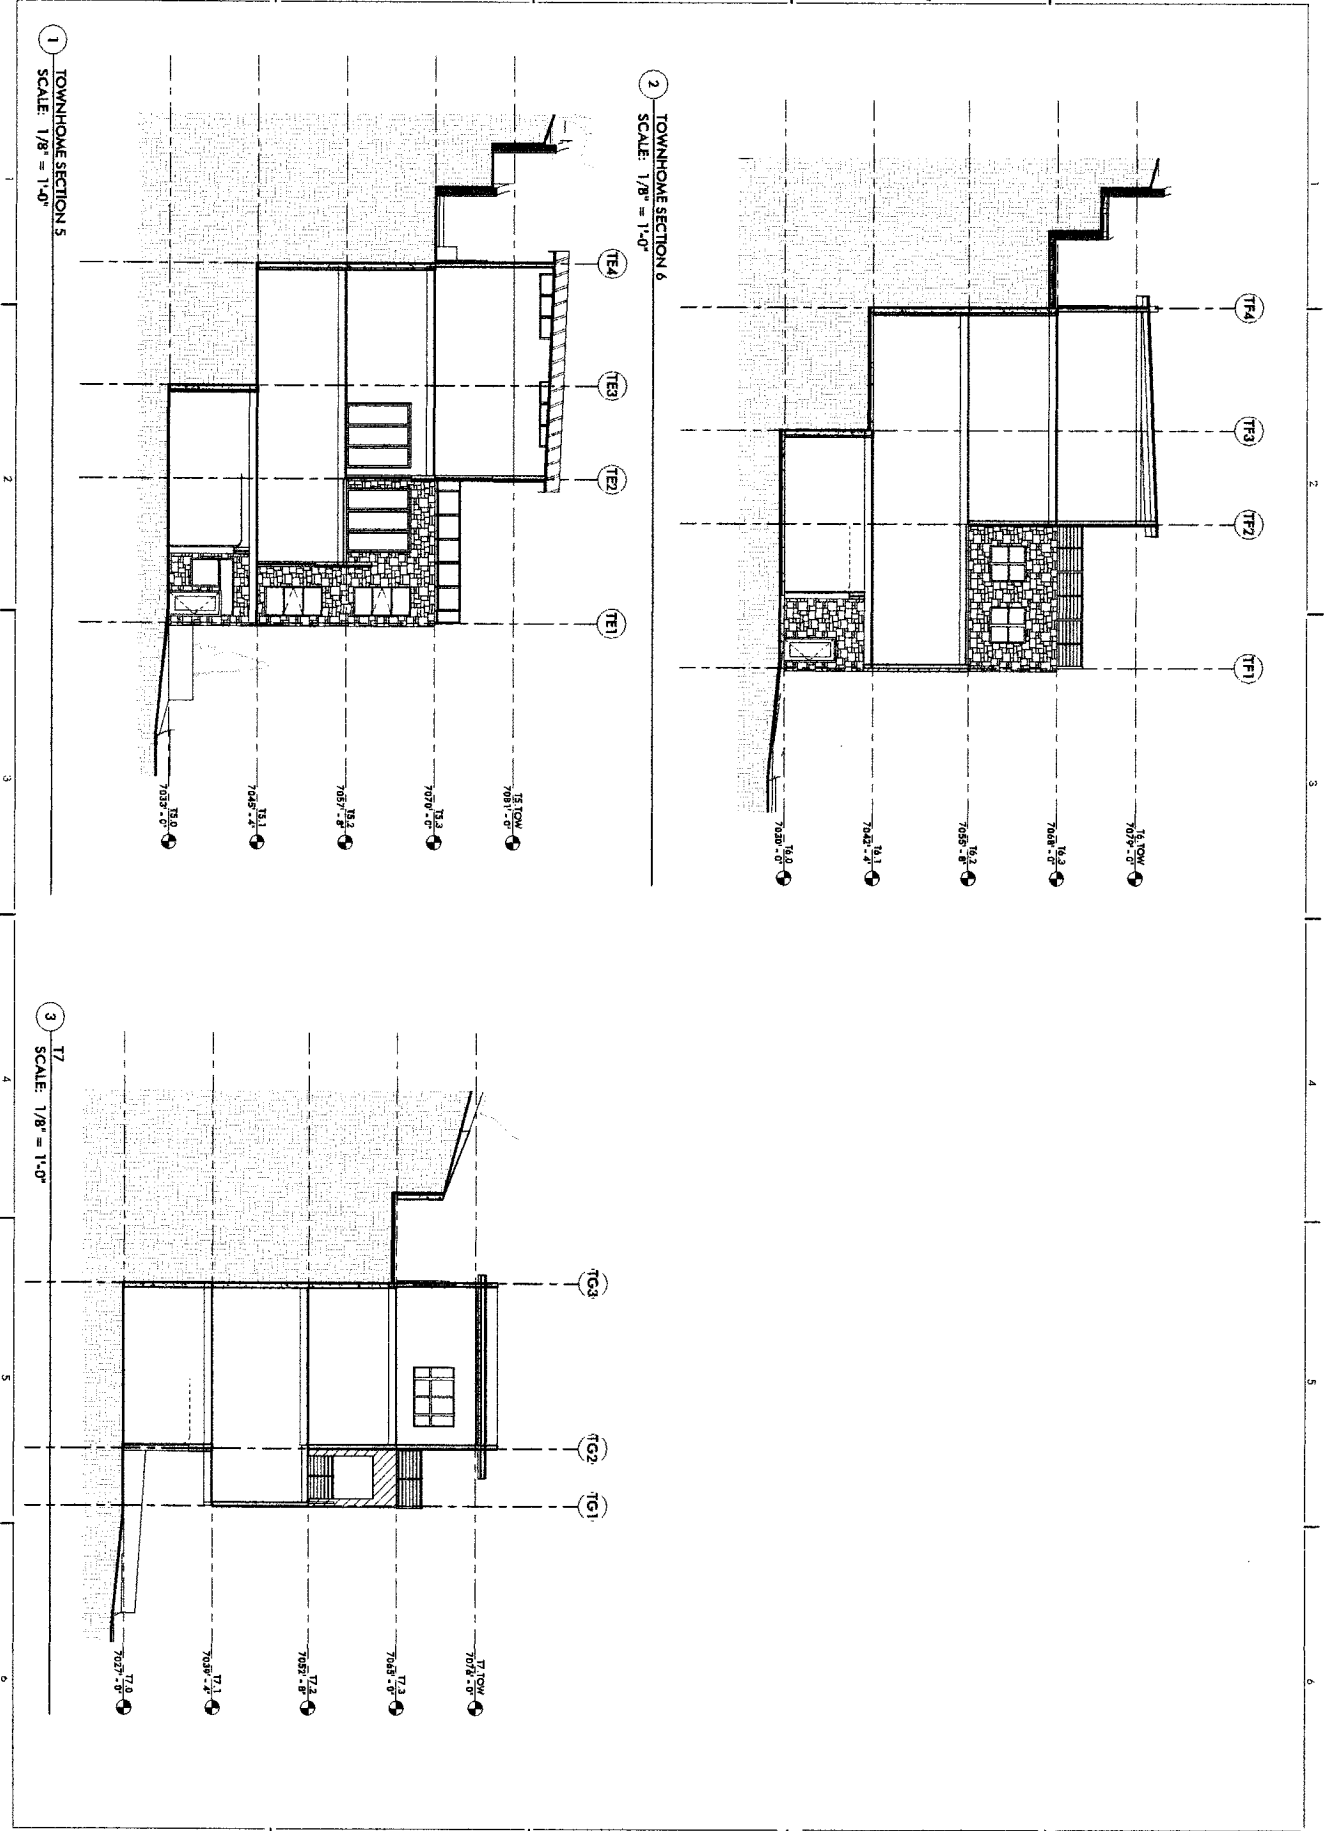 1
2
3
4
5
6
2
TOWNHOME SECTION 6
SCALE: 1/8" = 1'-0"
TF4
TF3
TF2
TF1
T6.TOW
7079' - 0"
T6.3
7068' - 0"
T6.2
7055' - 8"
T6.1
7042' - 4"
T6.0
7030' - 0"
1
TOWNHOME SECTION 5
SCALE: 1/8" = 1'-0"
TE4
TE3
TE2
TE1
T5.TOW
7081' - 0"
T5.3
7070' - 0"
T5.2
7057' - 8"
T5.1
7045' - 4"
T5.0
7033' - 0"
3
T7
SCALE: 1/8" = 1'-0"
TG3
TG2
TG1
T7.TOW
7076' - 0"
T7.3
7065' - 0"
T7.2
7052' - 8"
T7.1
7039' - 4"
T7.0
7027' - 0"
1
2
3
4
5
6